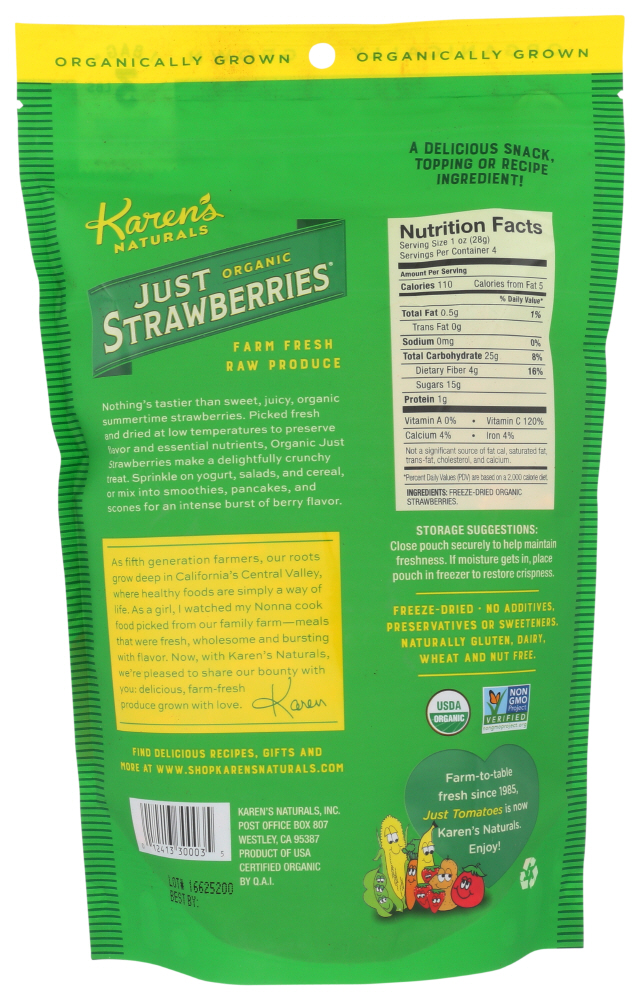 ORGANICALLY GROWN ORGANICALLY GROWN
A DELICIOUS SNACK,
TOPPING OR RECIPE
INGREDIENT!
Karen's
NATURALS
JUST ORGANIC
STRAWBERRIES
FARM FRESH
RAW PRODUCE
Nothing's tastier than sweet, juicy, organic
summertime strawberries. Picked fresh
and dried at low temperatures to preserve
flavor and essential nutrients, Organic Just
Strawberries make a delightfully crunchy
treat. Sprinkle on yogurt, salads, and cereal,
or mix into smoothies, pancakes, and
scones for an intense burst of berry flavor.
As fifth generation farmers, our roots
grow deep in California's Central Valley,
where healthy foods are simply a way of
life. As a girl, I watched my Nonna cook
food picked from our family farm—meals
that were fresh, wholesome and bursting
with flavor. Now, with Karen's Naturals,
we're pleased to share our bounty with
you: delicious, farm-fresh
produce grown with love. Karen
FIND DELICIOUS RECIPES, GIFTS AND
MORE AT WWW.SHOPKARENSNATURALS.COM
8 12413 30003 5
LOT# 16625200
BEST BY:
KAREN'S NATURALS, INC.
POST OFFICE BOX 807
WESTLEY, CA 95387
PRODUCT OF USA
CERTIFIED ORGANIC
BY Q.A.I.
Nutrition Facts
Serving Size 1 oz (28g)
Servings Per Container 4
Amount Per Serving
Calories 110 Calories from Fat 5
% Daily Value*
Total Fat 0.5g 1%
Trans Fat 0g
Sodium 0mg 0%
Total Carbohydrate 25g 8%
Dietary Fiber 4g 16%
Sugars 15g
Protein 1g
Vitamin A 0% • Vitamin C 120%
Calcium 4% • Iron 4%
Not a significant source of fat cal, saturated fat,
trans-fat, cholesterol, and calcium.
*Percent Daily Values (PDV) are based on a 2,000 calorie diet.
INGREDIENTS: FREEZE-DRIED ORGANIC
STRAWBERRIES.
STORAGE SUGGESTIONS:
Close pouch securely to help maintain
freshness. If moisture gets in, place
pouch in freezer to restore crispness.
FREEZE-DRIED · NO ADDITIVES,
PRESERVATIVES OR SWEETENERS.
NATURALLY GLUTEN, DAIRY,
WHEAT AND NUT FREE.
USDA
ORGANIC
NON
GMO
Project
VERIFIED
nongmoproject.org
Farm-to-table
fresh since 1985,
Just Tomatoes is now
Karen's Naturals.
Enjoy!